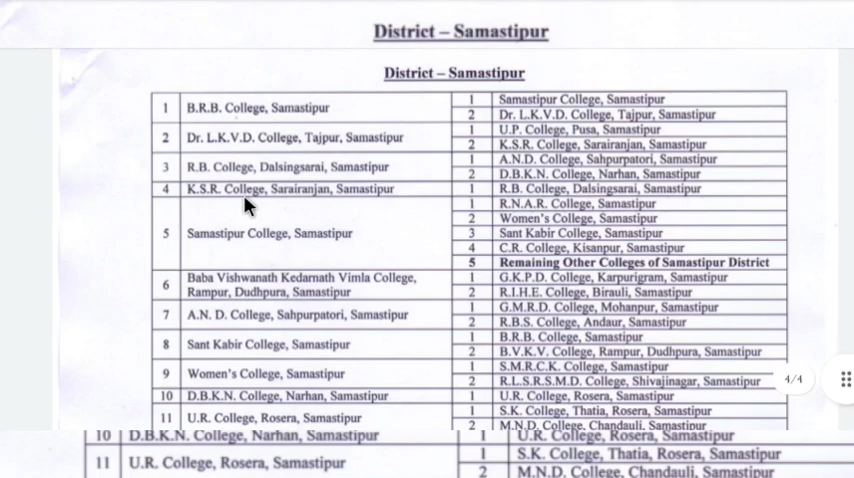 District – Samastipur
District – Samastipur
1 B.R.B. College, Samastipur
1 Samastipur College, Samastipur
2 Dr. L.K.V.D. College, Tajpur, Samastipur
2 Dr. L.K.V.D. College, Tajpur, Samastipur
1 U.P. College, Pusa, Samastipur
2 K.S.R. College, Sarairanjan, Samastipur
3 R.B. College, Dalsingsarai, Samastipur
1 A.N.D. College, Sahpurpatori, Samastipur
2 D.B.K.N. College, Narhan, Samastipur
4 K.S.R. College, Sarairanjan, Samastipur
1 R.B. College, Dalsingsarai, Samastipur
5 Samastipur College, Samastipur
1 R.N.A.R. College, Samastipur
2 Women's College, Samastipur
3 Sant Kabir College, Samastipur
4 C.R. College, Kisanpur, Samastipur
5 Remaining Other Colleges of Samastipur District
6 Baba Vishwanath Kedarnath Vimla College,
Rampur, Dudhpura, Samastipur
1 G.K.P.D. College, Karpurigram, Samastipur
2 R.I.H.E. College, Birauli, Samastipur
7 A.N. D. College, Sahpurpatori, Samastipur
1 G.M.R.D. College, Mohanpur, Samastipur
2 R.B.S. College, Andaur, Samastipur
8 Sant Kabir College, Samastipur
1 B.R.B. College, Samastipur
2 B.V.K.V. College, Rampur, Dudhpura, Samastipur
9 Women's College, Samastipur
1 S.M.R.C.K. College, Samastipur
2 R.L.S.R.S.M.D. College, Shivajinagar, Samastipur
4/4
10 D.B.K.N. College, Narhan, Samastipur
1 U.R. College, Rosera, Samastipur
11 U.R. College, Rosera, Samastipur
1 S.K. College, Thatia, Rosera, Samastipur
2 M.N.D. College, Chandauli, Samastipur
10 D.B.K.N. College, Narhan, Samastipur
1 U.R. College, Rosera, Samastipur
11 U.R. College, Rosera, Samastipur
1 S.K. College, Thatia, Rosera, Samastipur
2 M.N.D. College, Chandauli, Samastipur